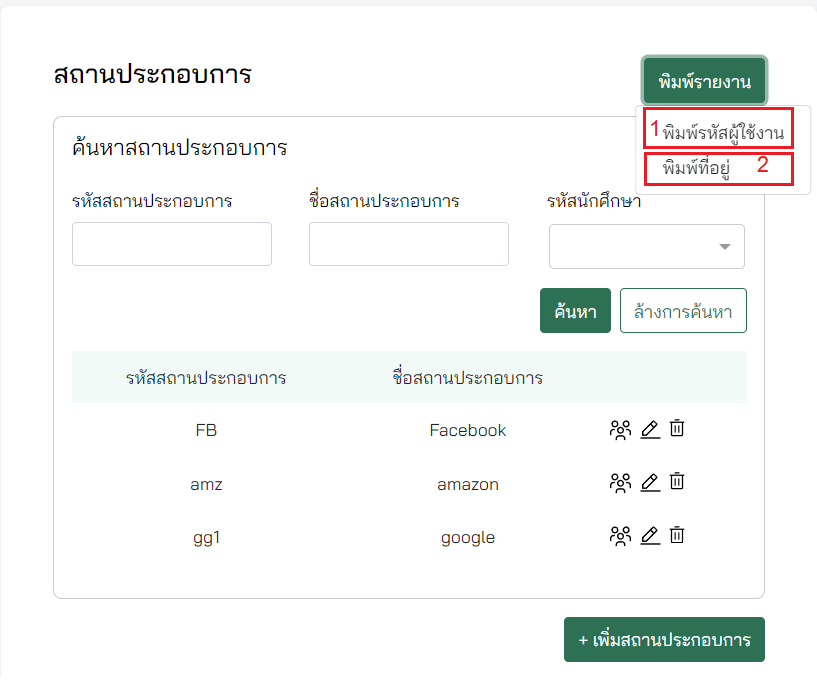 สถานประกอบการ
พิมพ์รายงาน
1 พิมพ์รหัสผู้ใช้งาน
พิมพ์ที่อยู่ 2
ค้นหาสถานประกอบการ
รหัสสถานประกอบการ ชื่อสถานประกอบการ รหัสนักศึกษา
ค้นหา ล้างการค้นหา
รหัสสถานประกอบการ ชื่อสถานประกอบการ
FB Facebook
amz amazon
gg1 google
+ เพิ่มสถานประกอบการ